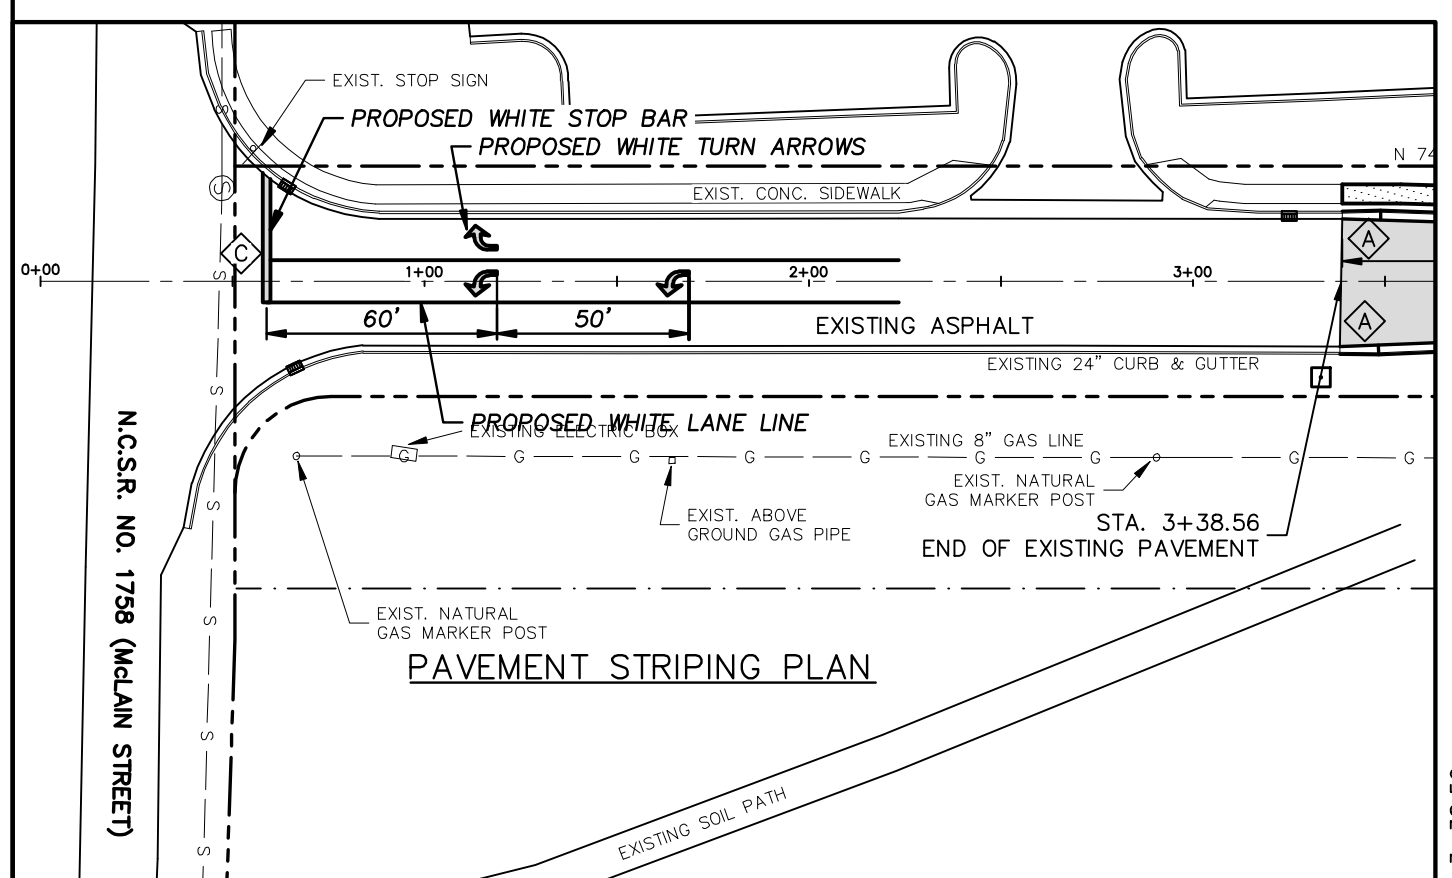 EXIST. STOP SIGN
PROPOSED WHITE STOP BAR
PROPOSED WHITE TURN ARROWS
N 74
S
EXIST. CONC. SIDEWALK
S
C
A
0+00
S
1+00
2+00
3+00
60'
50'
EXISTING ASPHALT
A
EXISTING 24" CURB & GUTTER
S
PROPOSED WHITE LANE LINE
EXISTING ELECTRIC BOX
EXISTING 8" GAS LINE
G G G G G G G G G
EXIST. NATURAL
GAS MARKER POST
S
EXIST. ABOVE
GROUND GAS PIPE
STA. 3+38.56
END OF EXISTING PAVEMENT
N.C.S.R. NO. 1758 (McLAIN STREET)
EXIST. NATURAL
GAS MARKER POST
S
PAVEMENT STRIPING PLAN
S
EXISTING SOIL PATH
S